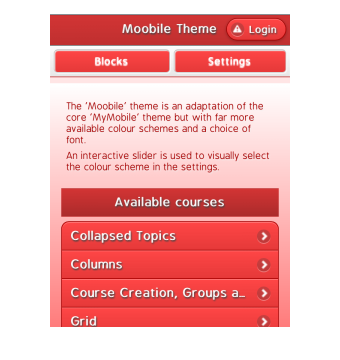 Moobile Theme
Login
Blocks
Settings
The 'Moobile' theme is an adaptation of the
core 'MyMobile' theme but with far more
available colour schemes and a choice of
font.
An interactive slider is used to visually select
the colour scheme in the settings.
Available courses
Collapsed Topics
Columns
Course Creation, Groups a...
Grid